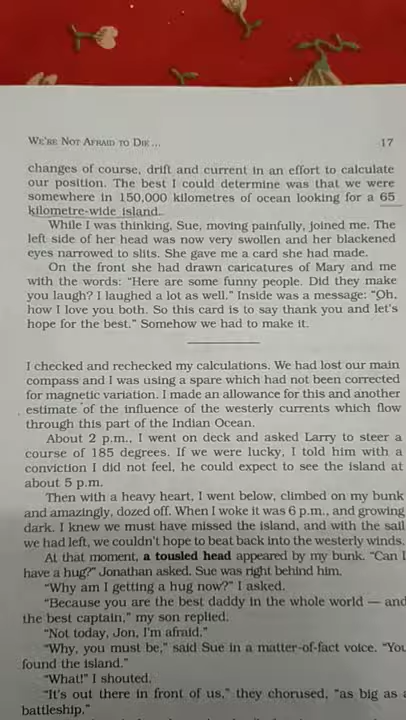 WE'RE NOT AFRAID TO DIE... 17
changes of course, drift and current in an effort to calculate
our position. The best I could determine was that we were
somewhere in 150,000 kilometres of ocean looking for a 65
kilometre-wide island.
While I was thinking, Sue, moving painfully, joined me. The
left side of her head was now very swollen and her blackened
eyes narrowed to slits. She gave me a card she had made.
On the front she had drawn caricatures of Mary and me
with the words: “Here are some funny people. Did they make
you laugh? I laughed a lot as well.” Inside was a message: “Oh,
how I love you both. So this card is to say thank you and let's
hope for the best.” Somehow we had to make it.
I checked and rechecked my calculations. We had lost our main
compass and I was using a spare which had not been corrected
for magnetic variation. I made an allowance for this and another
estimate of the influence of the westerly currents which flow
through this part of the Indian Ocean.
About 2 p.m., I went on deck and asked Larry to steer a
course of 185 degrees. If we were lucky, I told him with a
conviction I did not feel, he could expect to see the island at
about 5 p.m.
Then with a heavy heart, I went below, climbed on my bunk
and amazingly, dozed off. When I woke it was 6 p.m., and growing
dark. I knew we must have missed the island, and with the sail
we had left, we couldn't hope to beat back into the westerly winds.
At that moment, a tousled head appeared by my bunk. “Can I
have a hug?” Jonathan asked. Sue was right behind him.
“Why am I getting a hug now?” I asked.
“Because you are the best daddy in the whole world — and
the best captain,” my son replied.
“Not today, Jon, I'm afraid.”
“Why, you must be,” said Sue in a matter-of-fact voice. “You
found the island.”
“What!” I shouted.
“It's out there in front of us,” they chorused, “as big as a
battleship.”